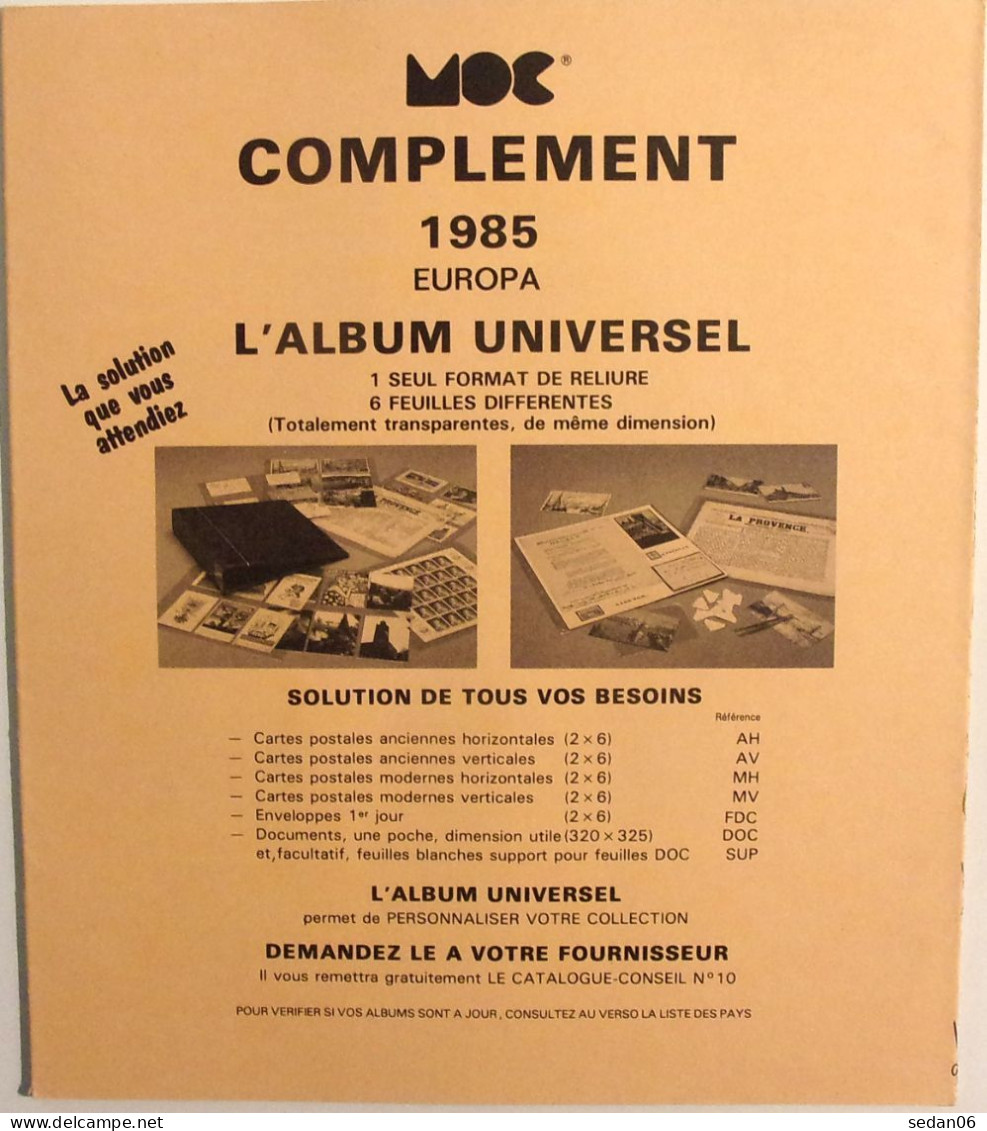 MOC®
COMPLEMENT
1985
EUROPA
L'ALBUM UNIVERSEL
La solution
que vous
attendiez
1 SEUL FORMAT DE RELIURE
6 FEUILLES DIFFERENTES
(Totalement transparentes, de même dimension)
PROVENCE
LA PROVENCE
SOLUTION DE TOUS VOS BESOINS
Référence
— Cartes postales anciennes horizontales (2 × 6) AH
— Cartes postales anciennes verticales (2 × 6) AV
— Cartes postales modernes horizontales (2 × 6) MH
— Cartes postales modernes verticales (2 × 6) MV
— Enveloppes 1er jour (2 × 6) FDC
— Documents, une poche, dimension utile (320 × 325) DOC
et, facultatif, feuilles blanches support pour feuilles DOC SUP
L'ALBUM UNIVERSEL
permet de PERSONNALISER VOTRE COLLECTION
DEMANDEZ LE A VOTRE FOURNISSEUR
Il vous remettra gratuitement LE CATALOGUE-CONSEIL N° 10
POUR VERIFIER SI VOS ALBUMS SONT A JOUR, CONSULTEZ AU VERSO LA LISTE DES PAYS
www.delcampe.net
sedan06